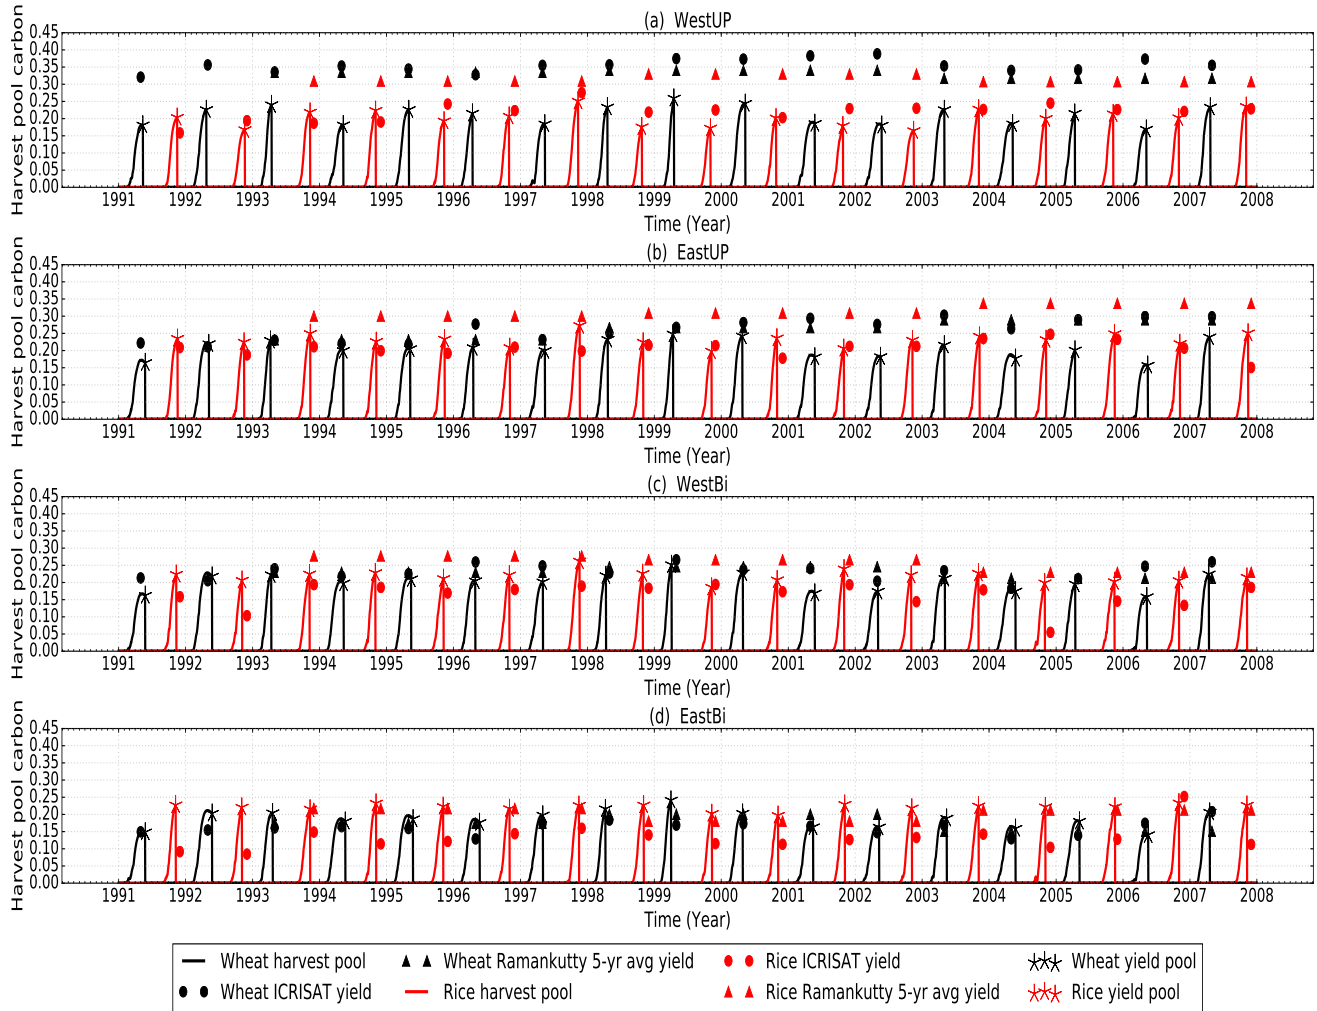 (a) WestUP
Harvest pool carbon
0.45
0.40
0.35
0.30
0.25
0.20
0.15
0.10
0.05
0.00
1991 1992 1993 1994 1995 1996 1997 1998 1999 2000 2001 2002 2003 2004 2005 2006 2007 2008
Time (Year)
(b) EastUP
Harvest pool carbon
0.45
0.40
0.35
0.30
0.25
0.20
0.15
0.10
0.05
0.00
1991 1992 1993 1994 1995 1996 1997 1998 1999 2000 2001 2002 2003 2004 2005 2006 2007 2008
Time (Year)
(c) WestBi
Harvest pool carbon
0.45
0.40
0.35
0.30
0.25
0.20
0.15
0.10
0.05
0.00
1991 1992 1993 1994 1995 1996 1997 1998 1999 2000 2001 2002 2003 2004 2005 2006 2007 2008
Time (Year)
(d) EastBi
Harvest pool carbon
0.45
0.40
0.35
0.30
0.25
0.20
0.15
0.10
0.05
0.00
1991 1992 1993 1994 1995 1996 1997 1998 1999 2000 2001 2002 2003 2004 2005 2006 2007 2008
Time (Year)
Wheat harvest pool Wheat Ramankutty 5-yr avg yield Rice ICRISAT yield Wheat yield pool
Wheat ICRISAT yield Rice harvest pool Rice Ramankutty 5-yr avg yield Rice yield pool